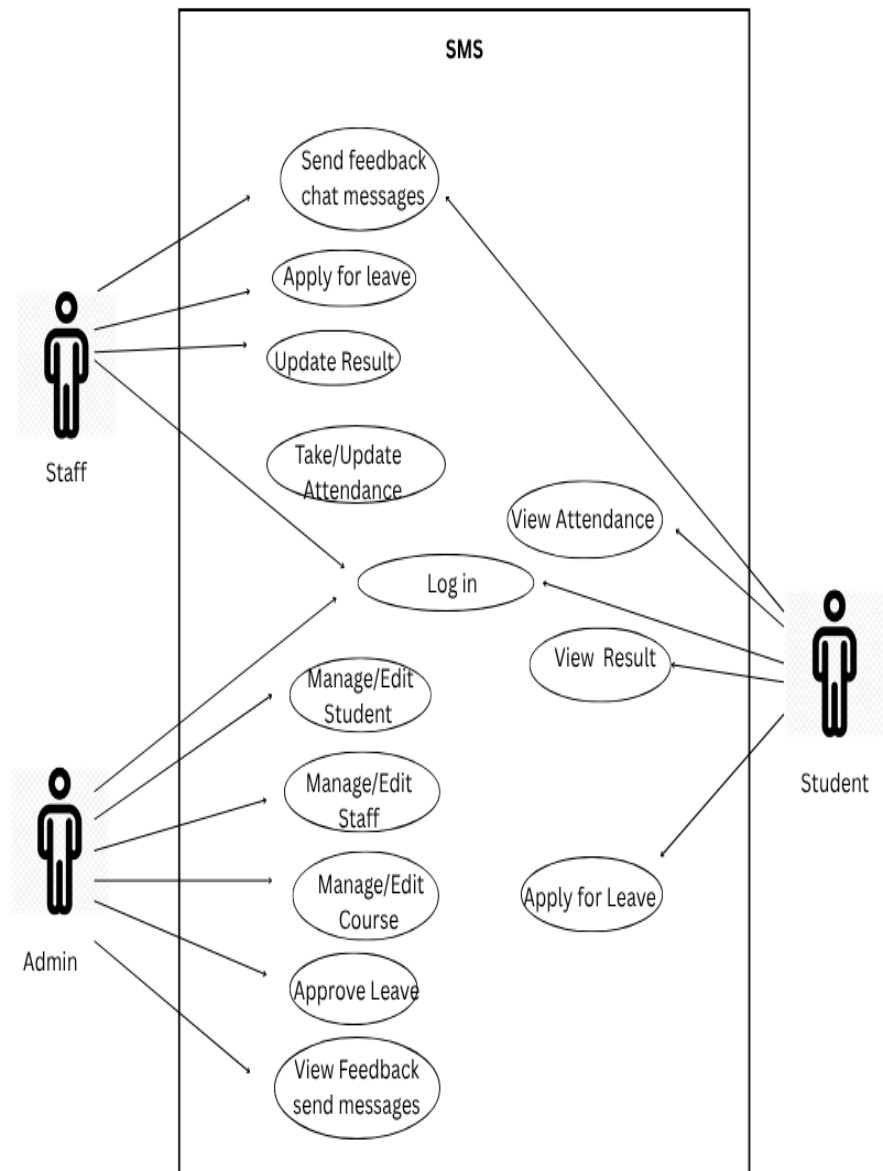 SMS
Send feedback
chat messages
Apply for leave
Update Result
Staff
Take/Update
Attendance
View Attendance
Log in
View Result
Manage/Edit
Student
Manage/Edit
Staff
Student
Manage/Edit
Course
Apply for Leave
Admin
Approve Leave
View Feedback
send messages